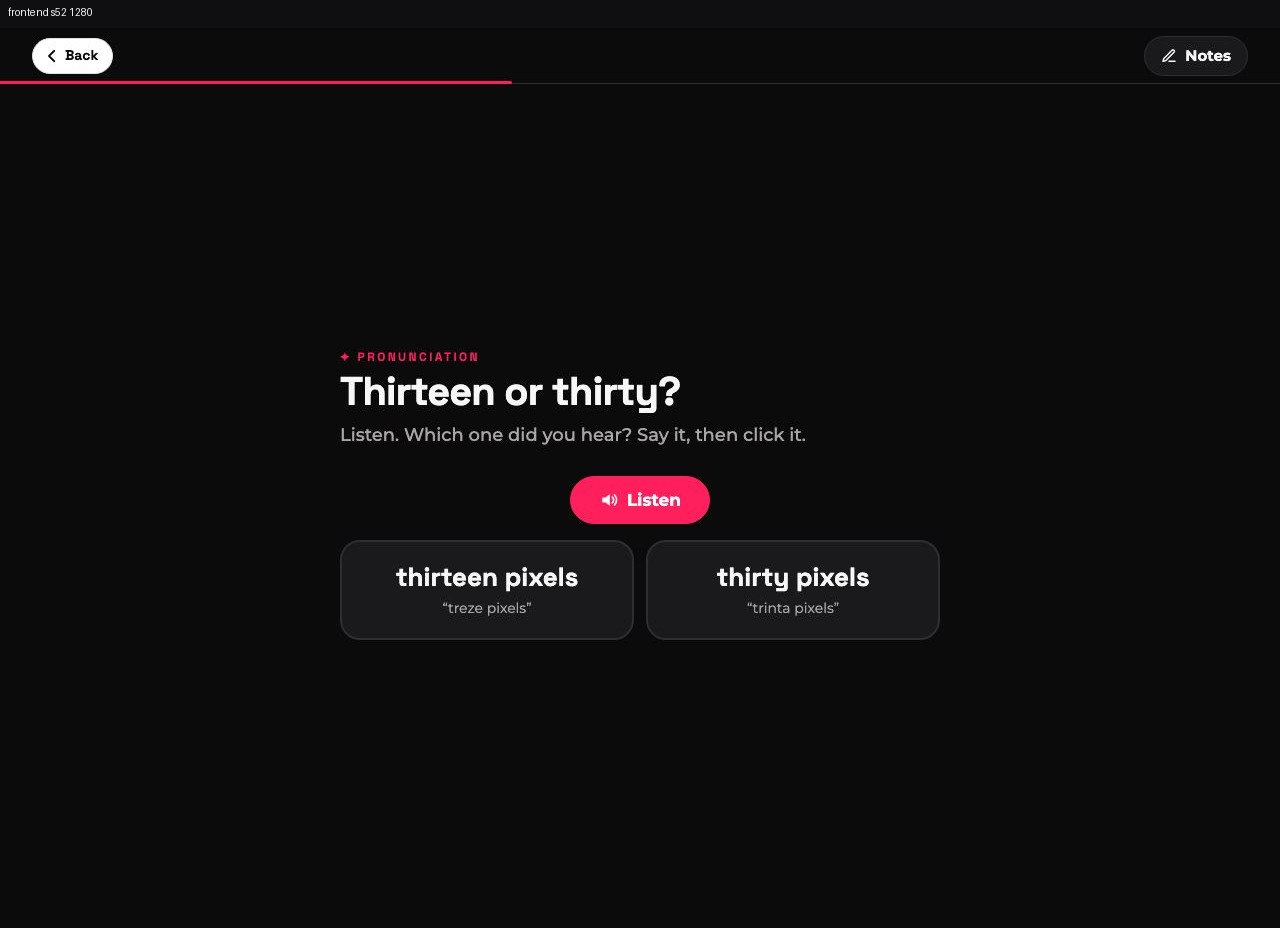 frontend s52 1280
Back
Notes
✦ PRONUNCIATION
Thirteen or thirty?
Listen. Which one did you hear? Say it, then click it.
Listen
thirteen pixels
thirty pixels
“treze pixels”
“trinta pixels”